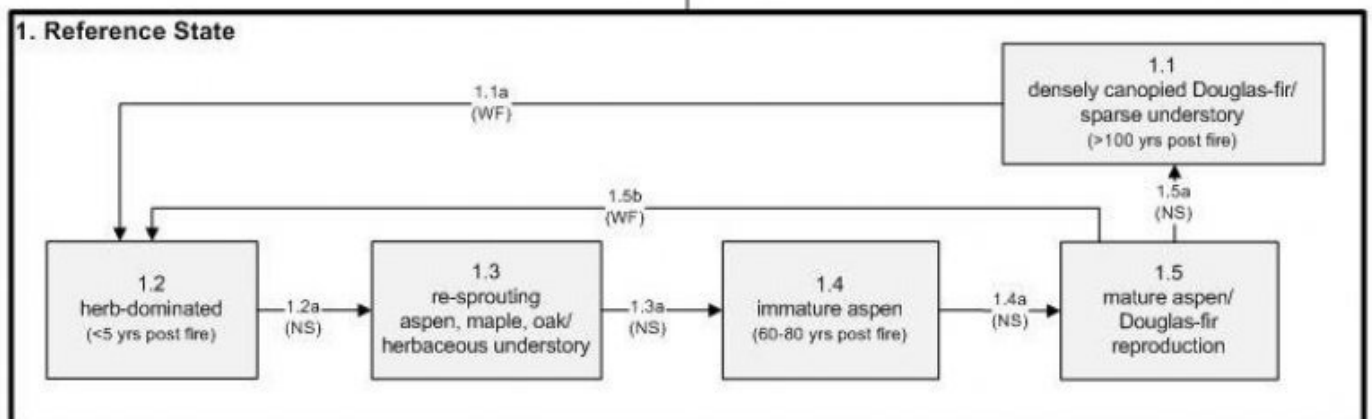 1. Reference State
1.1
densely canopied Douglas-fir/
sparse understory
(>100 yrs post fire)
1.1a
(WF)
1.5a
(NS)
1.5b
(WF)
1.2
herb-dominated
(<5 yrs post fire)
1.2a
(NS)
1.3
re-sprouting
aspen, maple, oak/
herbaceous understory
1.3a
(NS)
1.4
immature aspen
(60-80 yrs post fire)
1.4a
(NS)
1.5
mature aspen/
Douglas-fir
reproduction